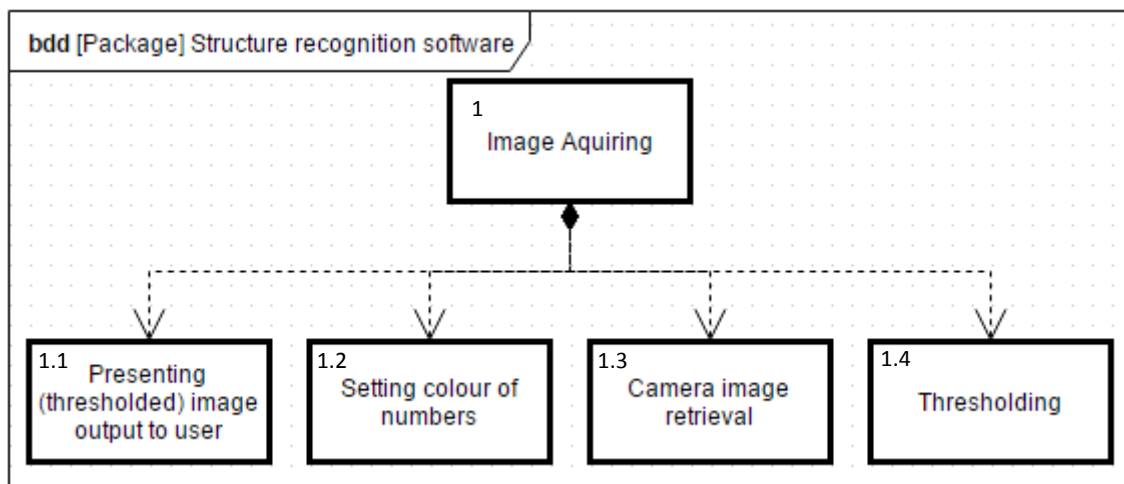 bdd [Package] Structure recognition software
1
Image Aquiring
1.1
Presenting
(thresholded) image
output to user
1.2
Setting colour of
numbers
1.3
Camera image
retrieval
1.4
Thresholding